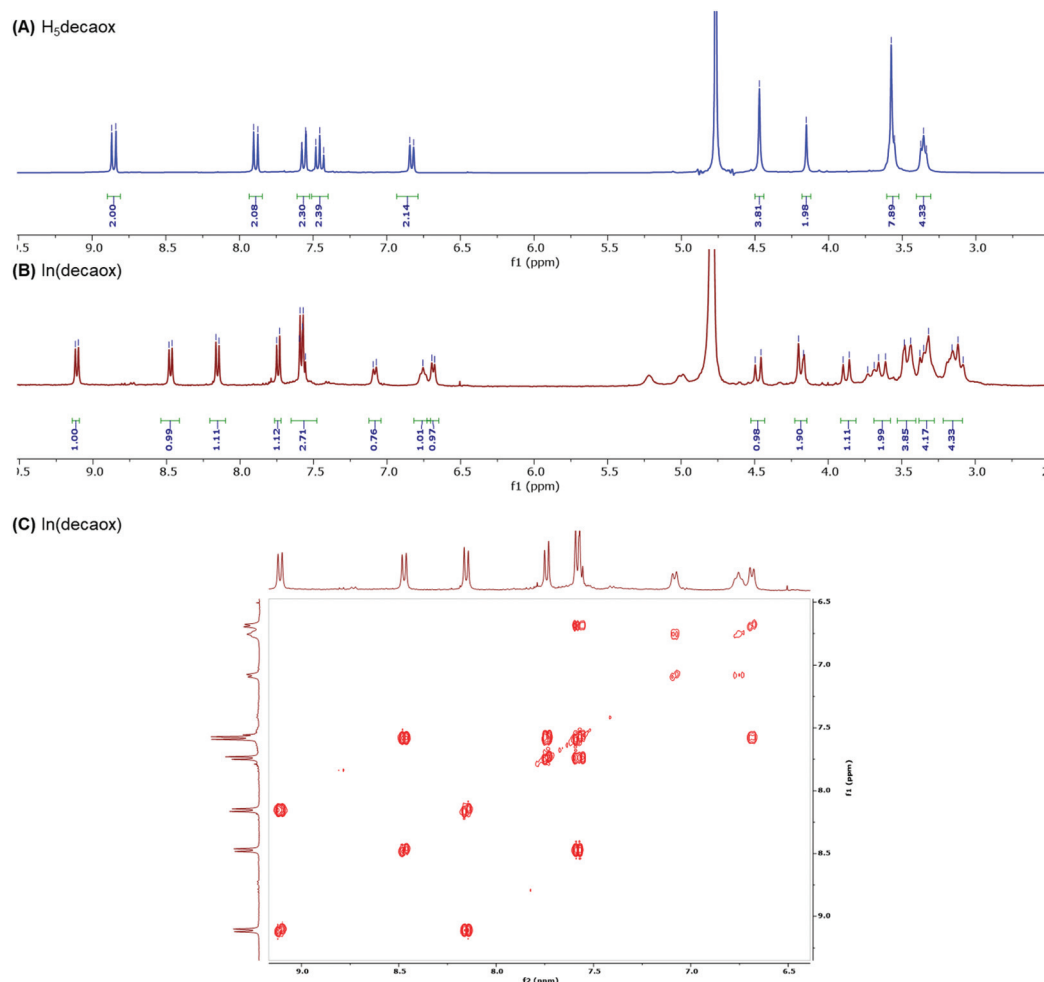 (A) H₅decaox
2.00 2.08 2.30 2.39 2.14 3.81 1.98 7.89 4.33
).5 9.0 8.5 8.0 7.5 7.0 6.5 6.0 5.5 5.0 4.5 4.0 3.5 3.0
f1 (ppm)
(B) In(decaox)
1.00 0.99 1.11 1.12 2.71 0.76 1.01 0.97 0.98 1.90 1.11 1.99 3.85 4.17 4.33
).5 9.0 8.5 8.0 7.5 7.0 6.5 6.0 5.5 5.0 4.5 4.0 3.5 3.0 2
f1 (ppm)
(C) In(decaox)
6.5
7.0
7.5
8.0
8.5
9.0
f1 (ppm)
9.0 8.5 8.0 7.5 7.0 6.5
f2 (ppm)